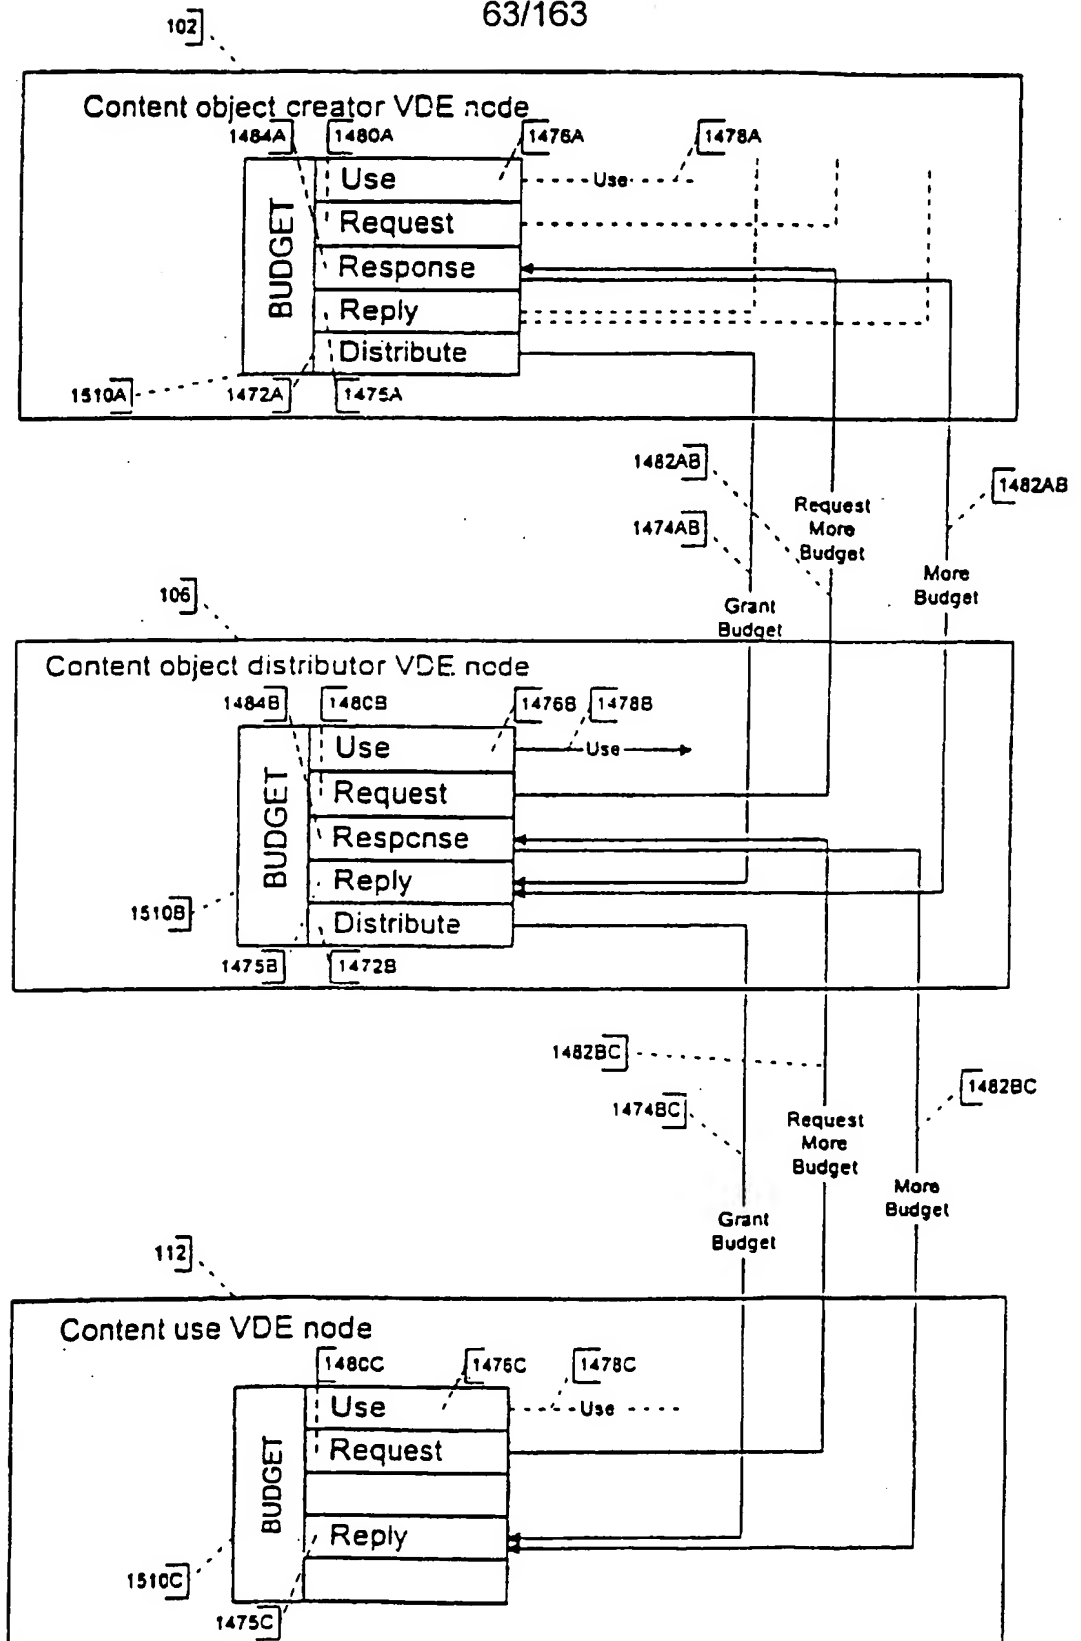 63/163
102
Content object creator VDE node
1484A 1480A 1476A 1478A
BUDGET
Use
Use
Request
Response
Reply
Distribute
1510A 1472A 1475A
1482AB
1482AB
Request
More
Budget
1474AB
More
Budget
Grant
Budget
106
Content object distributor VDE node
1484B 1480B 1476B 1478B
BUDGET
Use
Use
Request
Response
Reply
Distribute
1510B
1475B 1472B
1482BC
1482BC
1474BC
Request
More
Budget
More
Budget
Grant
Budget
112
Content use VDE node
1480C 1476C 1478C
BUDGET
Use
Use
Request
Reply
1510C
1475C